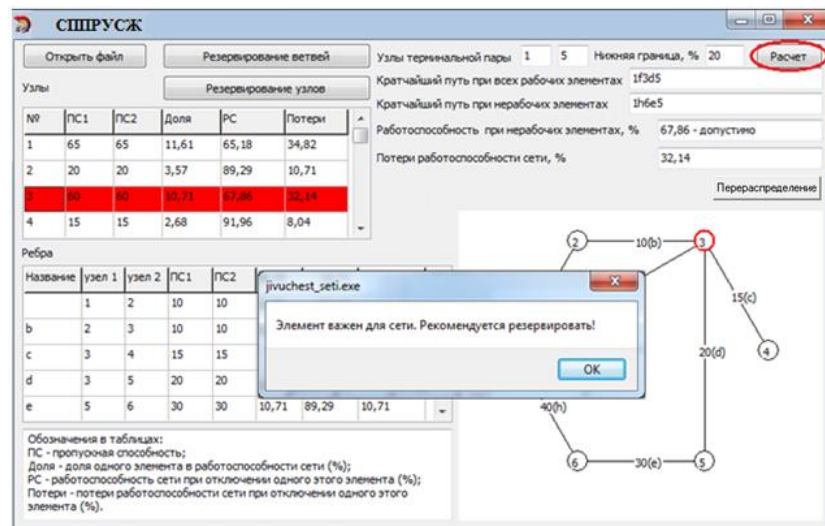 СППРУСЖ
Открыть файл Резервирование ветвей Узлы терминальной пары 1 5 Нижняя граница, % 20 Расчет
Узлы Резервирование узлов
Кратчайший путь при всех рабочих элементах 1f3d5
Кратчайший путь при нерабочих элементах 1h6e5
Работоспособность при нерабочих элементах, % 67,86 - допустимо
Потери работоспособности сети, % 32,14
Перераспределение
№ ПС1 ПС2 Доля РС Потери
1 65 65 11,61 65,18 34,82
2 20 20 3,57 89,29 10,71
3 60 60 10,71 67,86 32,14
4 15 15 2,68 91,96 8,04
Ребра
Название узел 1 узел 2 ПС1 ПС2
1 2 10 10
b 2 3 10 10
c 3 4 15 15
d 3 5 20 20
e 5 6 30 30 10,71 89,29 10,71
jivuchest_seti.exe
Элемент важен для сети. Рекомендуется резервировать!
OK
2 10(b) 3
15(c)
20(d) 4
40(h)
6 30(e) 5
Обозначения в таблицах:
ПС - пропускная способность;
Доля - доля одного элемента в работоспособности сети (%);
РС - работоспособность сети при отключении одного этого элемента (%);
Потери - потери работоспособности сети при отключении одного этого
элемента (%).